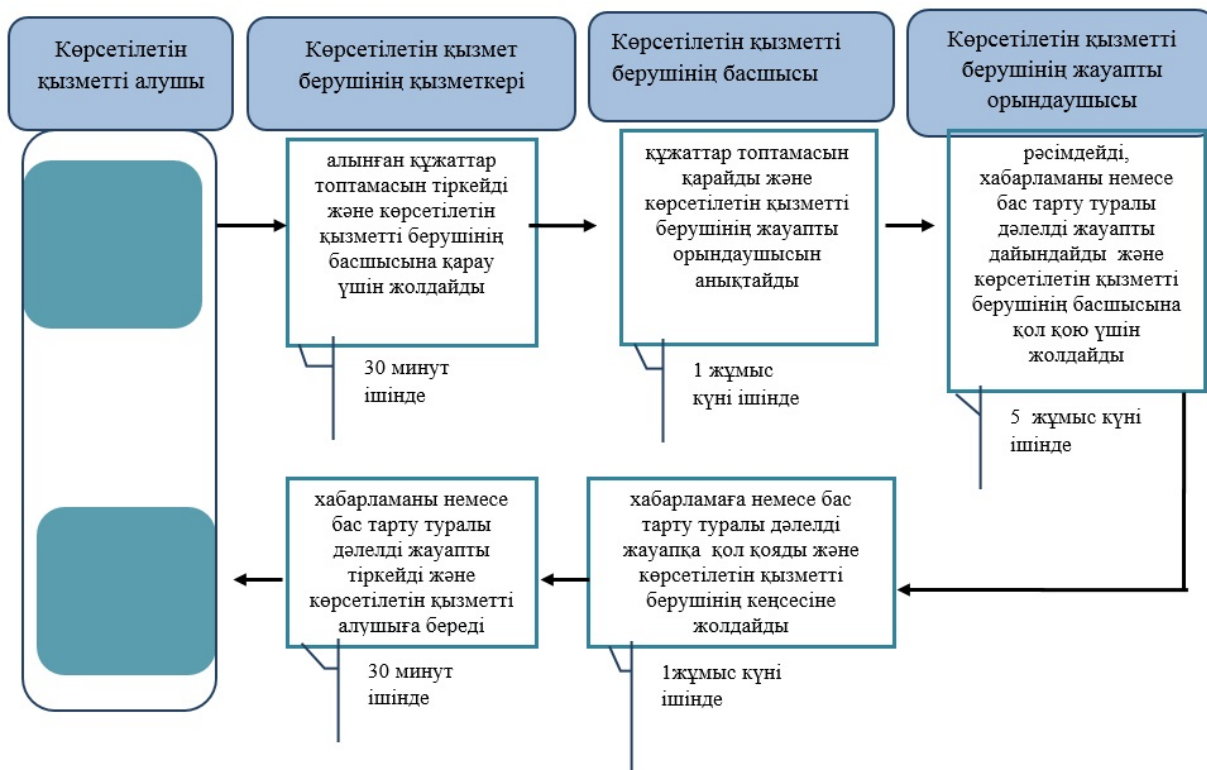 Көрсетілетін
қызметті алушы
Көрсетілетін қызмет
берушінің қызметкері
Көрсетілетін қызметті
берушінің басшысы
Көрсетілетін қызметті
берушінің жауапты
орындаушысы
алынған құжаттар
топтамасын тіркейді
және көрсетілетін
қызметті берушінің
басшысына қарау
үшін жолдайды
30 минут
ішінде
құжаттар топтамасын
қарайды және
көрсетілетін қызметті
берушінің жауапты
орындаушысын
анықтайды
1 жұмыс
күні ішінде
рәсімдейді,
хабарламаны немесе
бас тарту туралы
дәлелді жауапты
дайындайды және
көрсетілетін қызметті
берушінің басшысына
қол қою үшін
жолдайды
5 жұмыс күні
ішінде
хабарламаға немесе бас
тарту туралы дәлелді
жауапқа қол қояды және
көрсетілетін қызметті
берушінің кеңсесіне
жолдайды
1жұмыс күні
ішінде
хабарламаны немесе
бас тарту туралы
дәлелді жауапты
тіркейді және
көрсетілетін қызметті
алушыға береді
30 минут
ішінде